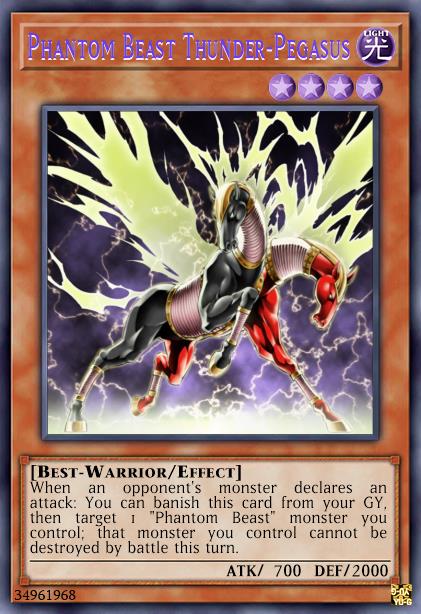 Phantom Beast Thunder-Pegasus
LIGHT
光
[Best-Warrior/Effect]
When an opponent's monster declares an
attack: You can banish this card from your GY,
then target 1 "Phantom Beast" monster you
control; that monster you control cannot be
destroyed by battle this turn.
ATK/ 700 DEF/2000
34961968